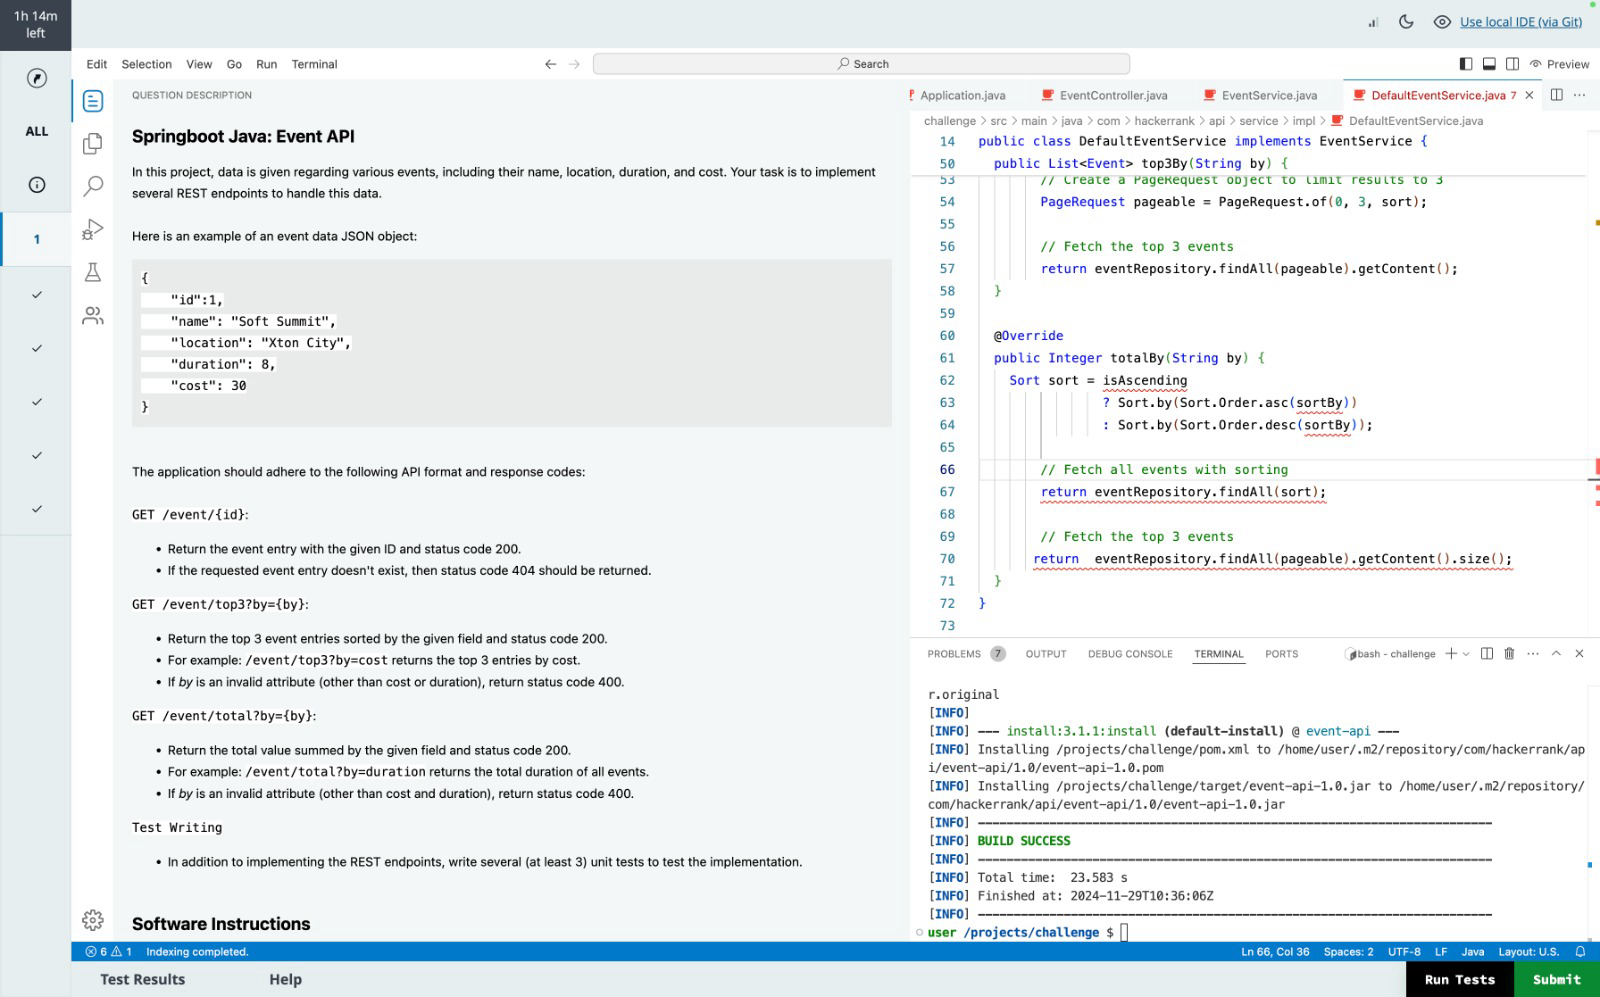 1h 14m
left
Use local IDE (via Git)
Edit
Selection
View
Go
Run
Terminal
Search
Preview
ALL
1
QUESTION DESCRIPTION
Springboot Java: Event API
In this project, data is given regarding various events, including their name, location, duration, and cost. Your task is to implement
several REST endpoints to handle this data.
Here is an example of an event data JSON object:
{
"id":1,
"name": "Soft Summit",
"location": "Xton City",
"duration": 8,
"cost": 30
}
The application should adhere to the following API format and response codes:
GET /event/{id}:
• Return the event entry with the given ID and status code 200.
• If the requested event entry doesn't exist, then status code 404 should be returned.
GET /event/top3?by={by}:
• Return the top 3 event entries sorted by the given field and status code 200.
• For example: /event/top3?by=cost returns the top 3 entries by cost.
• If by is an invalid attribute (other than cost or duration), return status code 400.
GET /event/total?by={by}:
• Return the total value summed by the given field and status code 200.
• For example: /event/total?by=duration returns the total duration of all events.
• If by is an invalid attribute (other than cost and duration), return status code 400.
Test Writing
• In addition to implementing the REST endpoints, write several (at least 3) unit tests to test the implementation.
Software Instructions
Application.java
EventController.java
EventService.java
DefaultEventService.java 7
challenge > src > main > java > com > hackerrank > api > service > impl > DefaultEventService.java
14 public class DefaultEventService implements EventService {
50 public List<Event> top3By(String by) {
53 // Create a PageRequest object to limit results to 3
54 PageRequest pageable = PageRequest.of(0, 3, sort);
55
56 // Fetch the top 3 events
57 return eventRepository.findAll(pageable).getContent();
58 }
59
60 @Override
61 public Integer totalBy(String by) {
62 Sort sort = isAscending
63 ? Sort.by(Sort.Order.asc(sortBy))
64 : Sort.by(Sort.Order.desc(sortBy));
65
66 // Fetch all events with sorting
67 return eventRepository.findAll(sort);
68
69 // Fetch the top 3 events
70 return  eventRepository.findAll(pageable).getContent().size();
71 }
72 }
73
PROBLEMS 7
OUTPUT
DEBUG CONSOLE
TERMINAL
PORTS
bash - challenge
r.original
[INFO]
[INFO] --- install:3.1.1:install (default-install) @ event-api ---
[INFO] Installing /projects/challenge/pom.xml to /home/user/.m2/repository/com/hackerrank/ap
i/event-api/1.0/event-api-1.0.pom
[INFO] Installing /projects/challenge/target/event-api-1.0.jar to /home/user/.m2/repository/
com/hackerrank/api/event-api/1.0/event-api-1.0.jar
[INFO] ------------------------------------------------------------------------
[INFO] BUILD SUCCESS
[INFO] ------------------------------------------------------------------------
[INFO] Total time:  23.583 s
[INFO] Finished at: 2024-11-29T10:36:06Z
[INFO] ------------------------------------------------------------------------
user /projects/challenge $
6
1
Indexing completed.
Ln 66, Col 36
Spaces: 2
UTF-8
LF
Java
Layout: U.S.
Test Results
Help
Run Tests
Submit